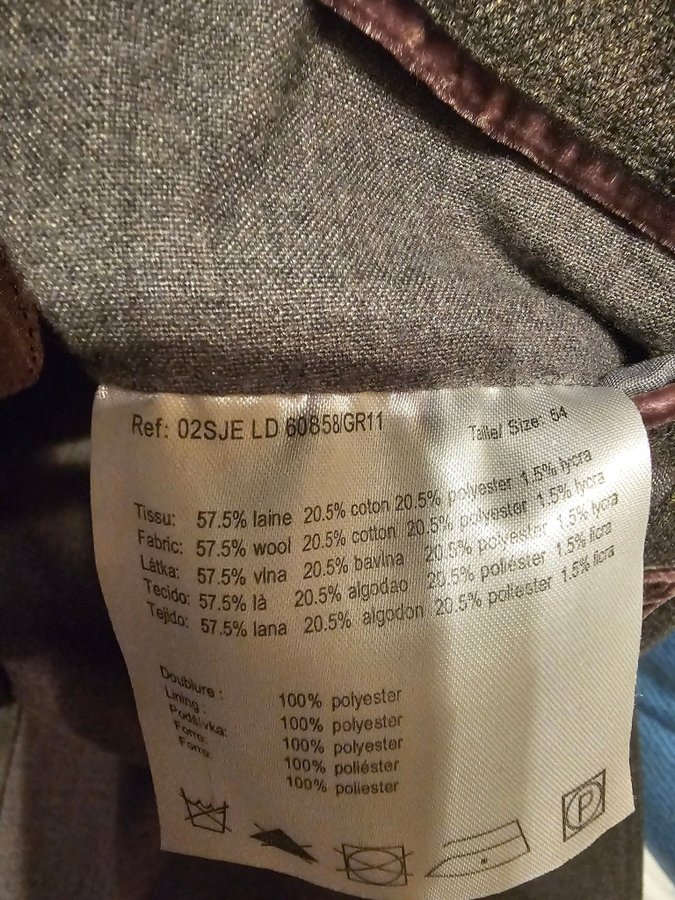 Ref: 02SJE LD 60858/GR11
Taille/ Size: 54
Tissu: 57.5% laine 20.5% coton 20.5% polyester 1.5% lycra
Fabric: 57.5% wool 20.5% cotton 20.5% polyester 1.5% lycra
Látka: 57.5% vlna 20.5% bavlna 20.5% polyester 1.5% lycra
Tecido: 57.5% là 20.5% algodao 20.5% poliéster 1.5% licra
Tejido: 57.5% lana 20.5% algodon 20.5% poliester 1.5% licra
Doublure : 100% polyester
Lining : 100% polyester
Podšívka: 100% polyester
Forro: 100% poliéster
Forro: 100% poliester
P